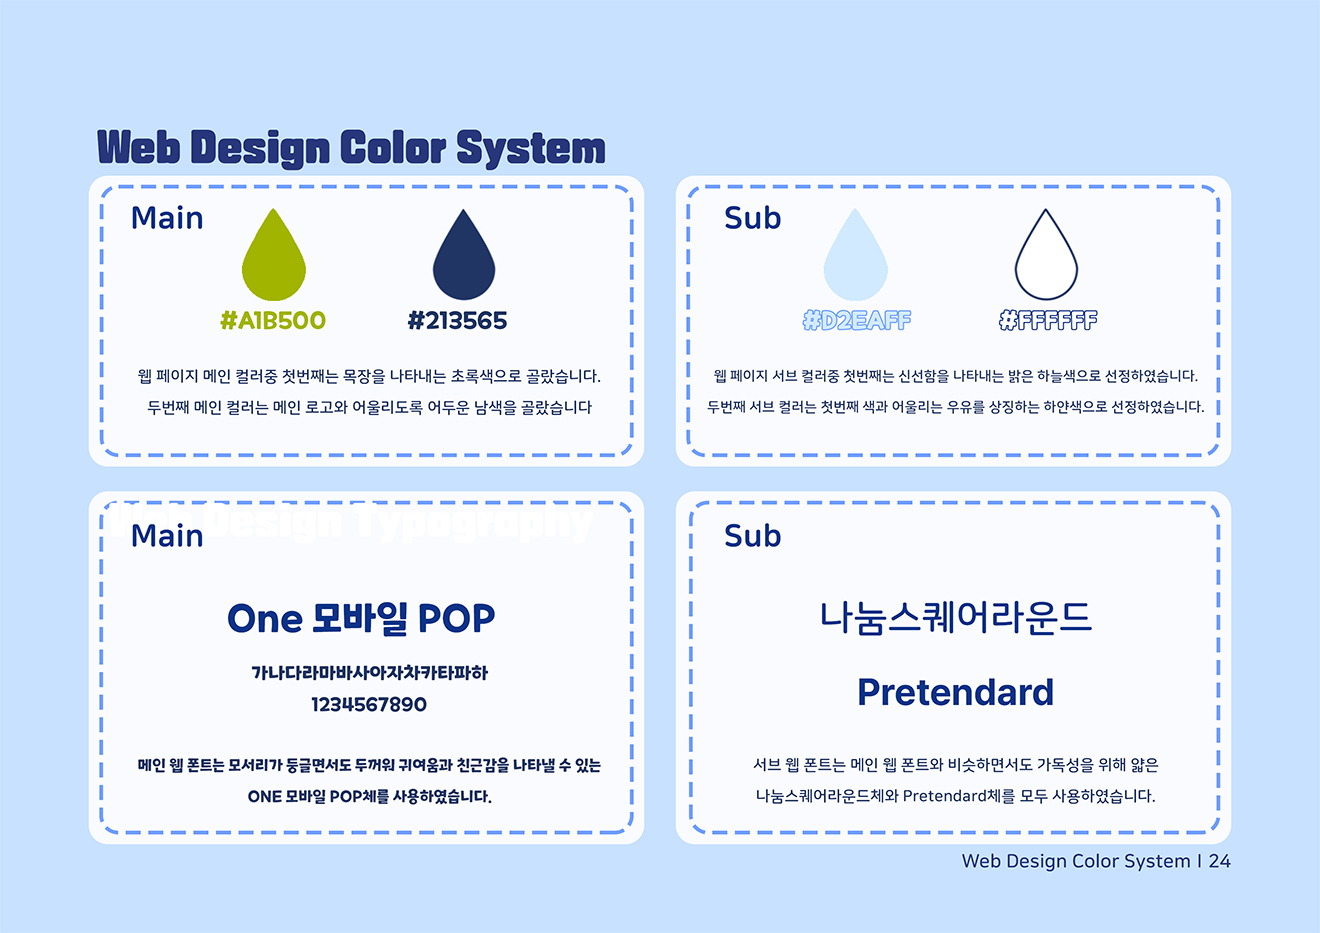 Web Design Color System
Main
#A1B500
#213565
웹 페이지 메인 컬러중 첫번째는 목장을 나타내는 초록색으로 골랐습니다.
두번째 메인 컬러는 메인 로고와 어울리도록 어두운 남색을 골랐습니다
Sub
#D2EAFF
#FFFFFF
웹 페이지 서브 컬러중 첫번째는 신선함을 나타내는 밝은 하늘색으로 선정하였습니다.
두번째 서브 컬러는 첫번째 색과 어울리는 우유를 상징하는 하얀색으로 선정하였습니다.
Web Design Typography
Main
One 모바일 POP
가나다라마바사아자차카타파하
1234567890
메인 웹 폰트는 모서리가 둥글면서도 두꺼워 귀여움과 친근감을 나타낼 수 있는
ONE 모바일 POP체를 사용하였습니다.
Sub
나눔스퀘어라운드
Pretendard
서브 웹 폰트는 메인 웹 폰트와 비슷하면서도 가독성을 위해 얇은
나눔스퀘어라운드체와 Pretendard체를 모두 사용하였습니다.
Web Design Color System I 24